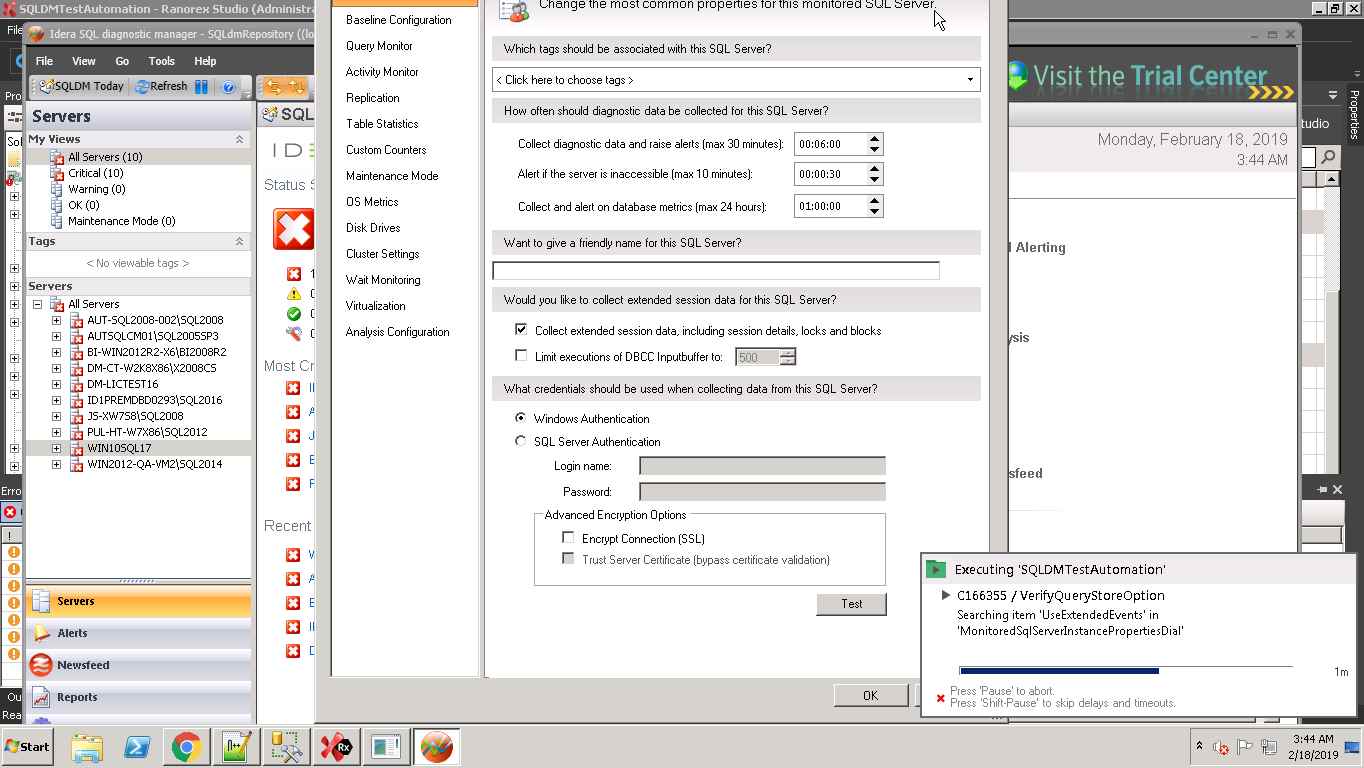 SQLDMTestAutomation - Ranorex Studio (Administra
Idera SQL diagnostic manager - SQLdmRepository ((lo
File View Go Tools Help
SQLDM Today Refresh
Servers
My Views
All Servers (10)
Critical (10)
Warning (0)
OK (0)
Maintenance Mode (0)
Tags
< No viewable tags >
Servers
All Servers
AUT-SQL2008-002\SQL2008
AUTSQLCM01\SQL2005SP3
BI-WIN2012R2-X6\BI2008R2
DM-CT-W2K8X86\X2008CS
DM-LICTEST16
ID1PREMDBD0293\SQL2016
JS-XW7S8\SQL2008
PUL-HT-W7X86\SQL2012
WIN10SQL17
WIN2012-QA-VM2\SQL2014
Servers
Alerts
Newsfeed
Reports
SQL
Status S
Most Cr
Recent
Baseline Configuration
Query Monitor
Activity Monitor
Replication
Table Statistics
Custom Counters
Maintenance Mode
OS Metrics
Disk Drives
Cluster Settings
Wait Monitoring
Virtualization
Analysis Configuration
Change the most common properties for this monitored SQL Server.
Which tags should be associated with this SQL Server?
< Click here to choose tags >
How often should diagnostic data be collected for this SQL Server?
Collect diagnostic data and raise alerts (max 30 minutes): 00:06:00
Alert if the server is inaccessible (max 10 minutes): 00:00:30
Collect and alert on database metrics (max 24 hours): 01:00:00
Want to give a friendly name for this SQL Server?
Would you like to collect extended session data for this SQL Server?
Collect extended session data, including session details, locks and blocks
Limit executions of DBCC Inputbuffer to: 500
What credentials should be used when collecting data from this SQL Server?
Windows Authentication
SQL Server Authentication
Login name:
Password:
Advanced Encryption Options
Encrypt Connection (SSL)
Trust Server Certificate (bypass certificate validation)
Test
OK
Visit the Trial Center
Monday, February 18, 2019
3:44 AM
l Alerting
ysis
sfeed
tudio
Properties
Executing 'SQLDMTestAutomation'
C166355 / VerifyQueryStoreOption
Searching item 'UseExtendedEvents' in
'MonitoredSqlServerInstancePropertiesDial'
1m
Press 'Pause' to abort.
Press 'Shift-Pause' to skip delays and timeouts.
Start
3:44 AM
2/18/2019